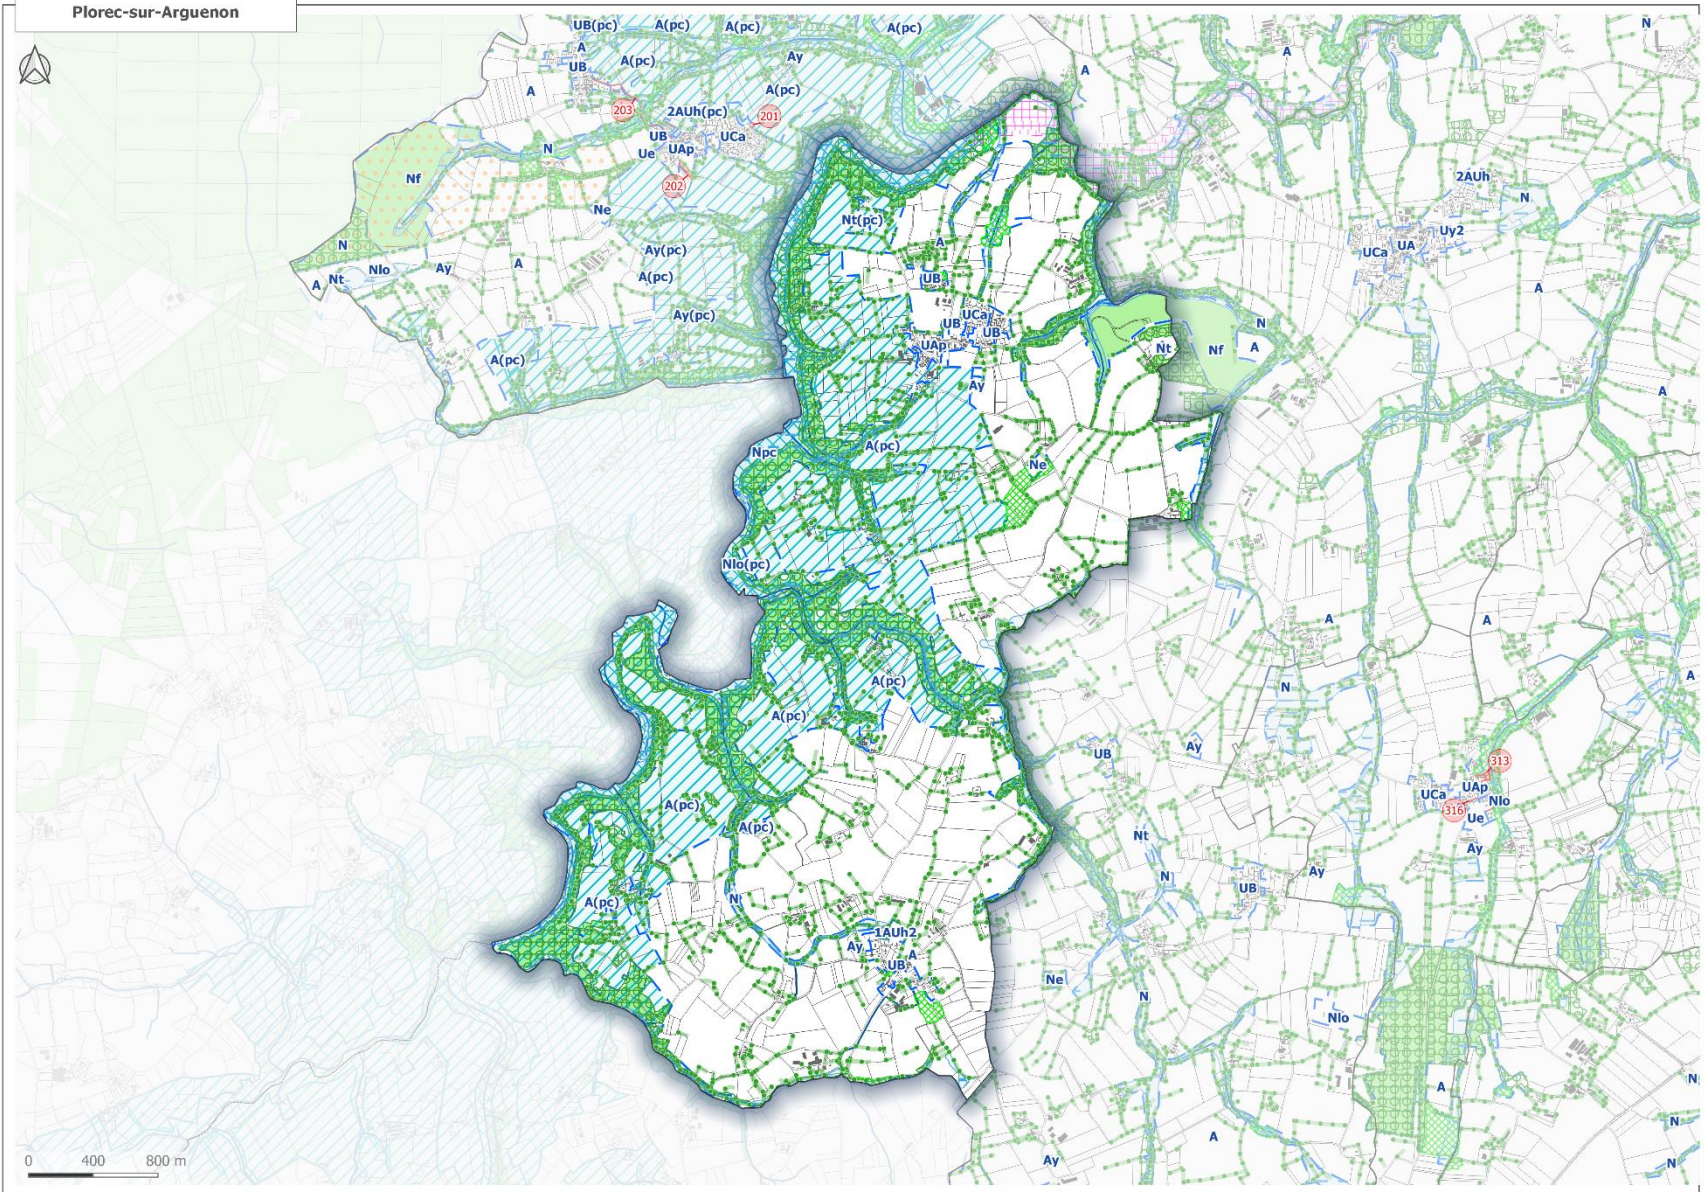 Plorec-sur-Arguenon
UB(pc)
A(pc)
A(pc)
A(pc)
N
A
UB
A(pc)
Ay
A
A
A
A(pc)
203
2AUh(pc)
201
UB
UCa
UAp
Ue
N
Nf
202
2AUh
N
Ne
Nt(pc)
Uy2
UA
UCa
N
A
Ay(pc)
A
Nlo
Ay
A
A(pc)
Nt
A
UB
A
Ay(pc)
UCa
UB
UB
N
UAp
Nt
Nf
A
A(pc)
Ay
A
A(pc)
Npc
Ne
Nlo(pc)
A
A
A(pc)
A
N
A(pc)
UB
Ay
313
UAp
UCa
Nlo
A(pc)
316
Ue
A(pc)
Nt
Ay
N
Ay
UB
N
A(pc)
1AUh2
Ay
A
UB
Ne
N
Nlo
N
A
N
A
0 400 800 m
Ay
N